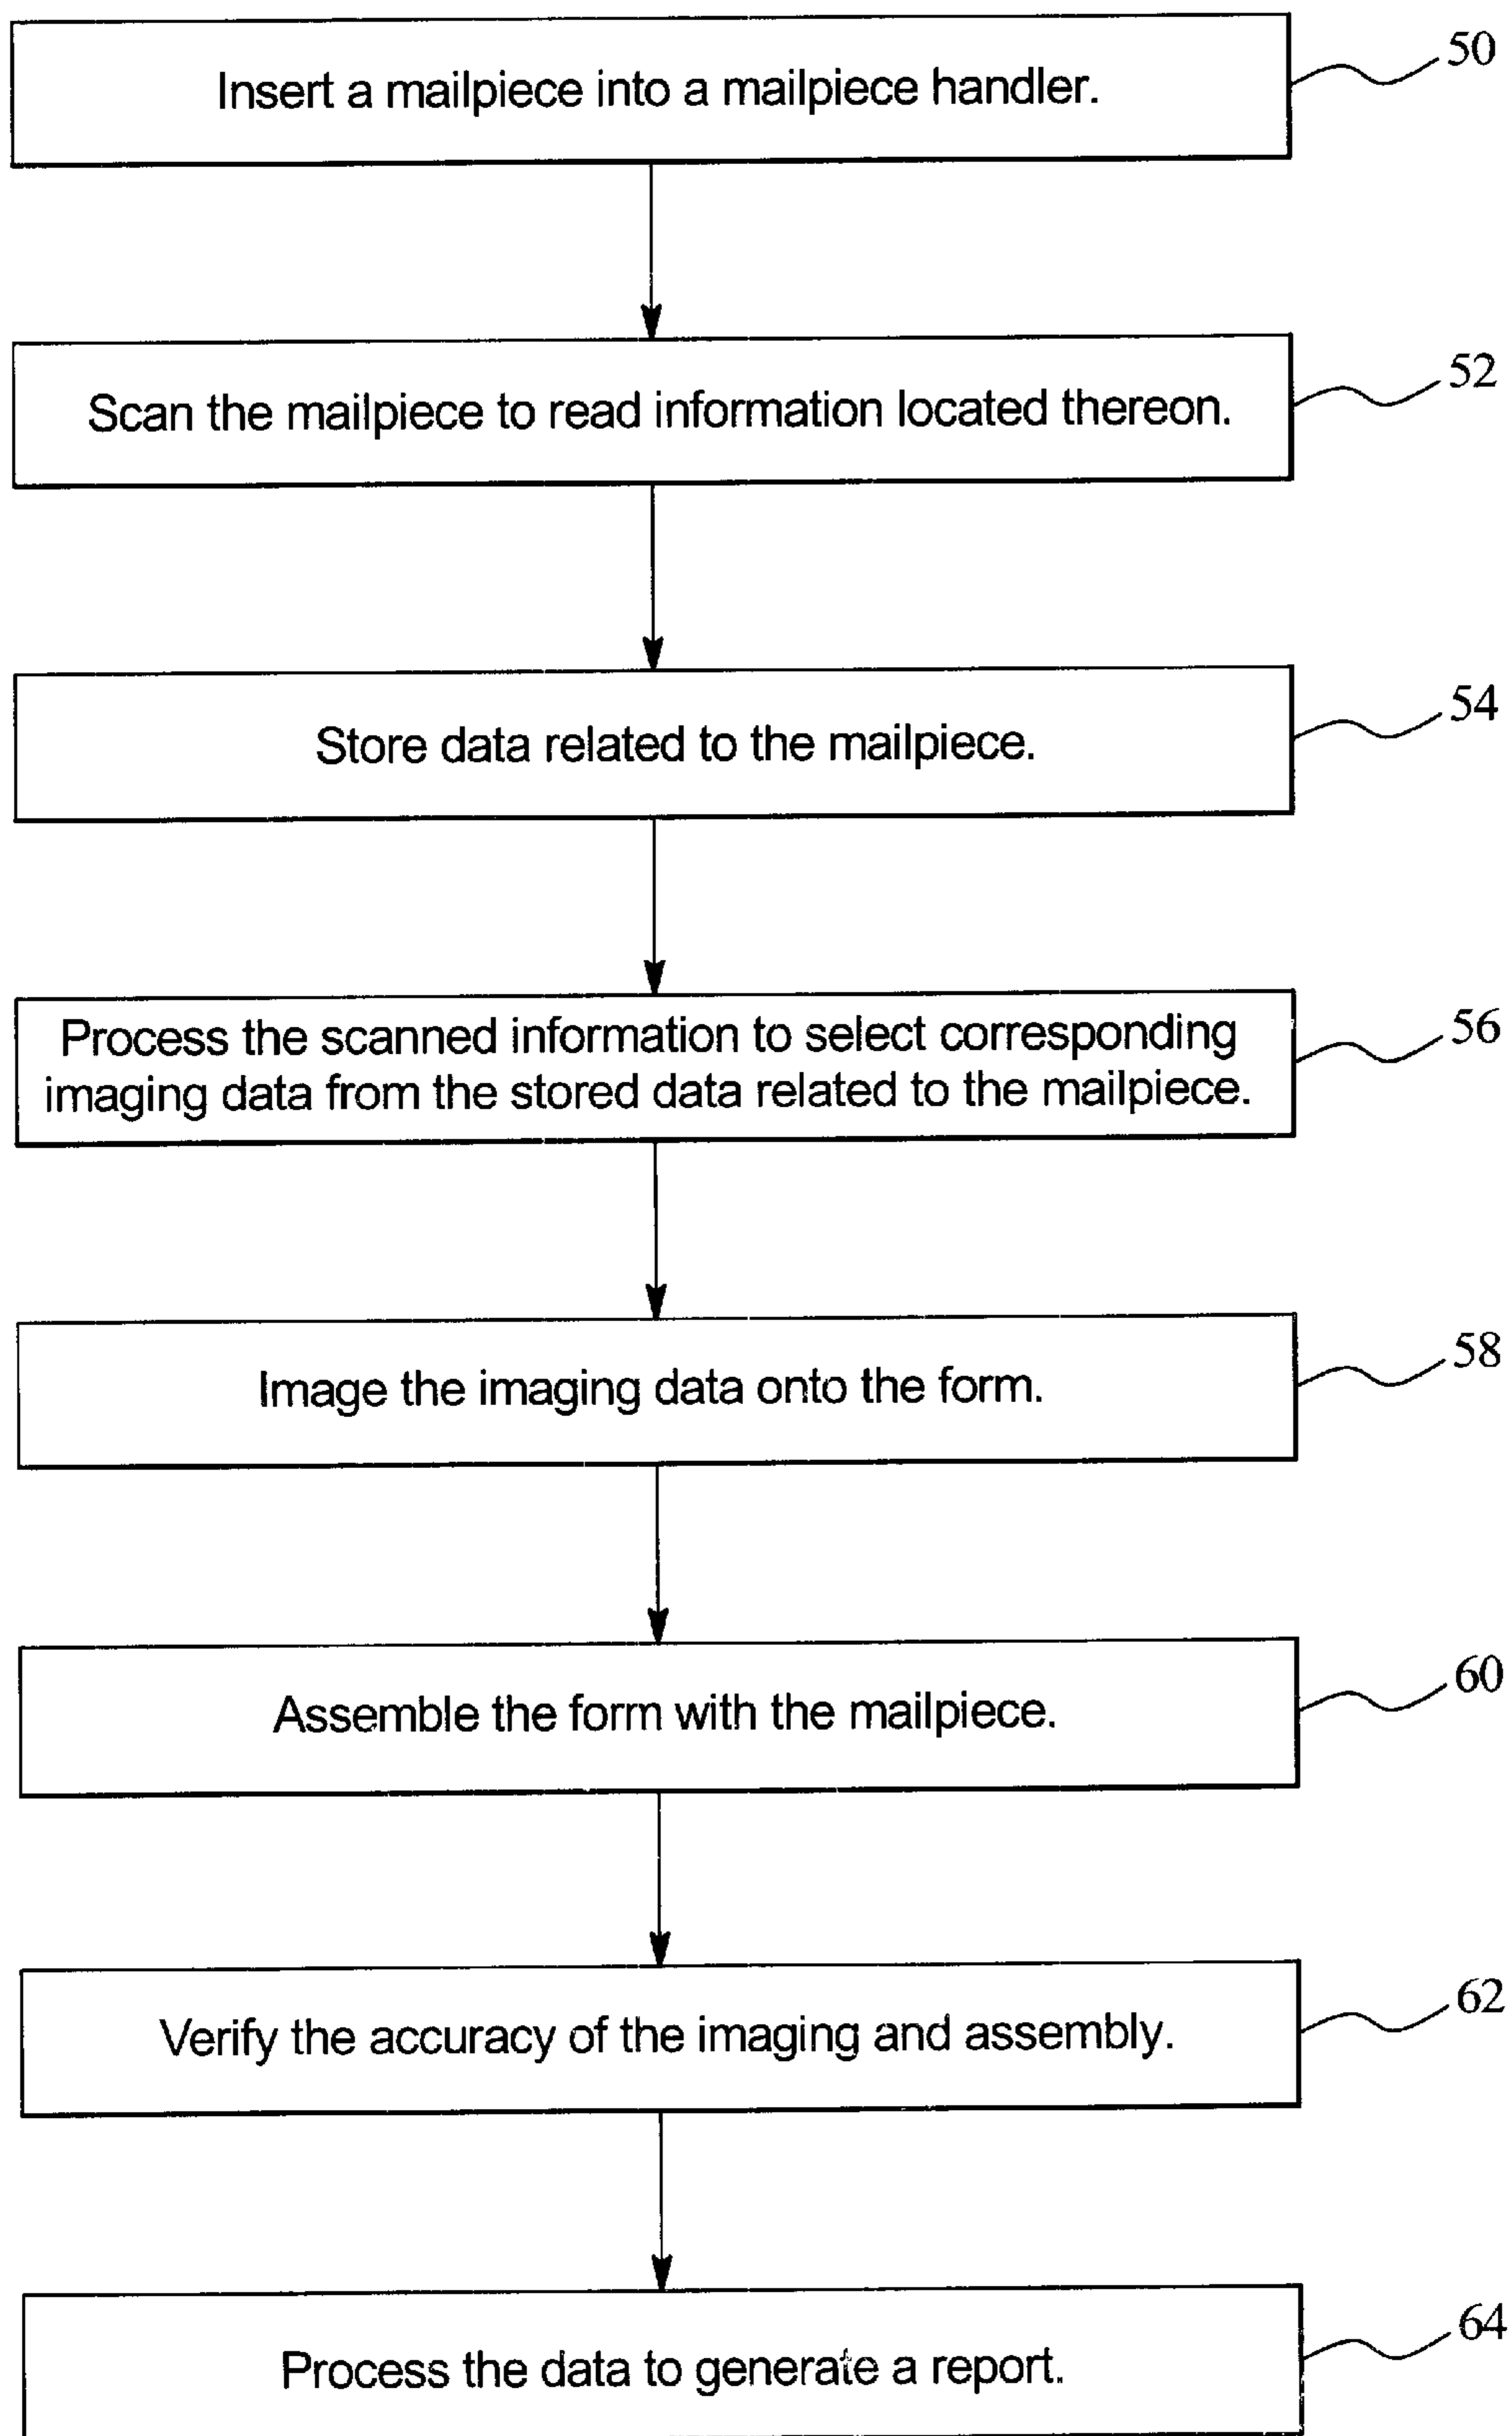 Insert a mailpiece into a mailpiece handler.
50
Scan the mailpiece to read information located thereon.
52
Store data related to the mailpiece.
54
Process the scanned information to select corresponding
imaging data from the stored data related to the mailpiece.
56
Image the imaging data onto the form.
58
Assemble the form with the mailpiece.
60
Verify the accuracy of the imaging and assembly.
62
Process the data to generate a report.
64